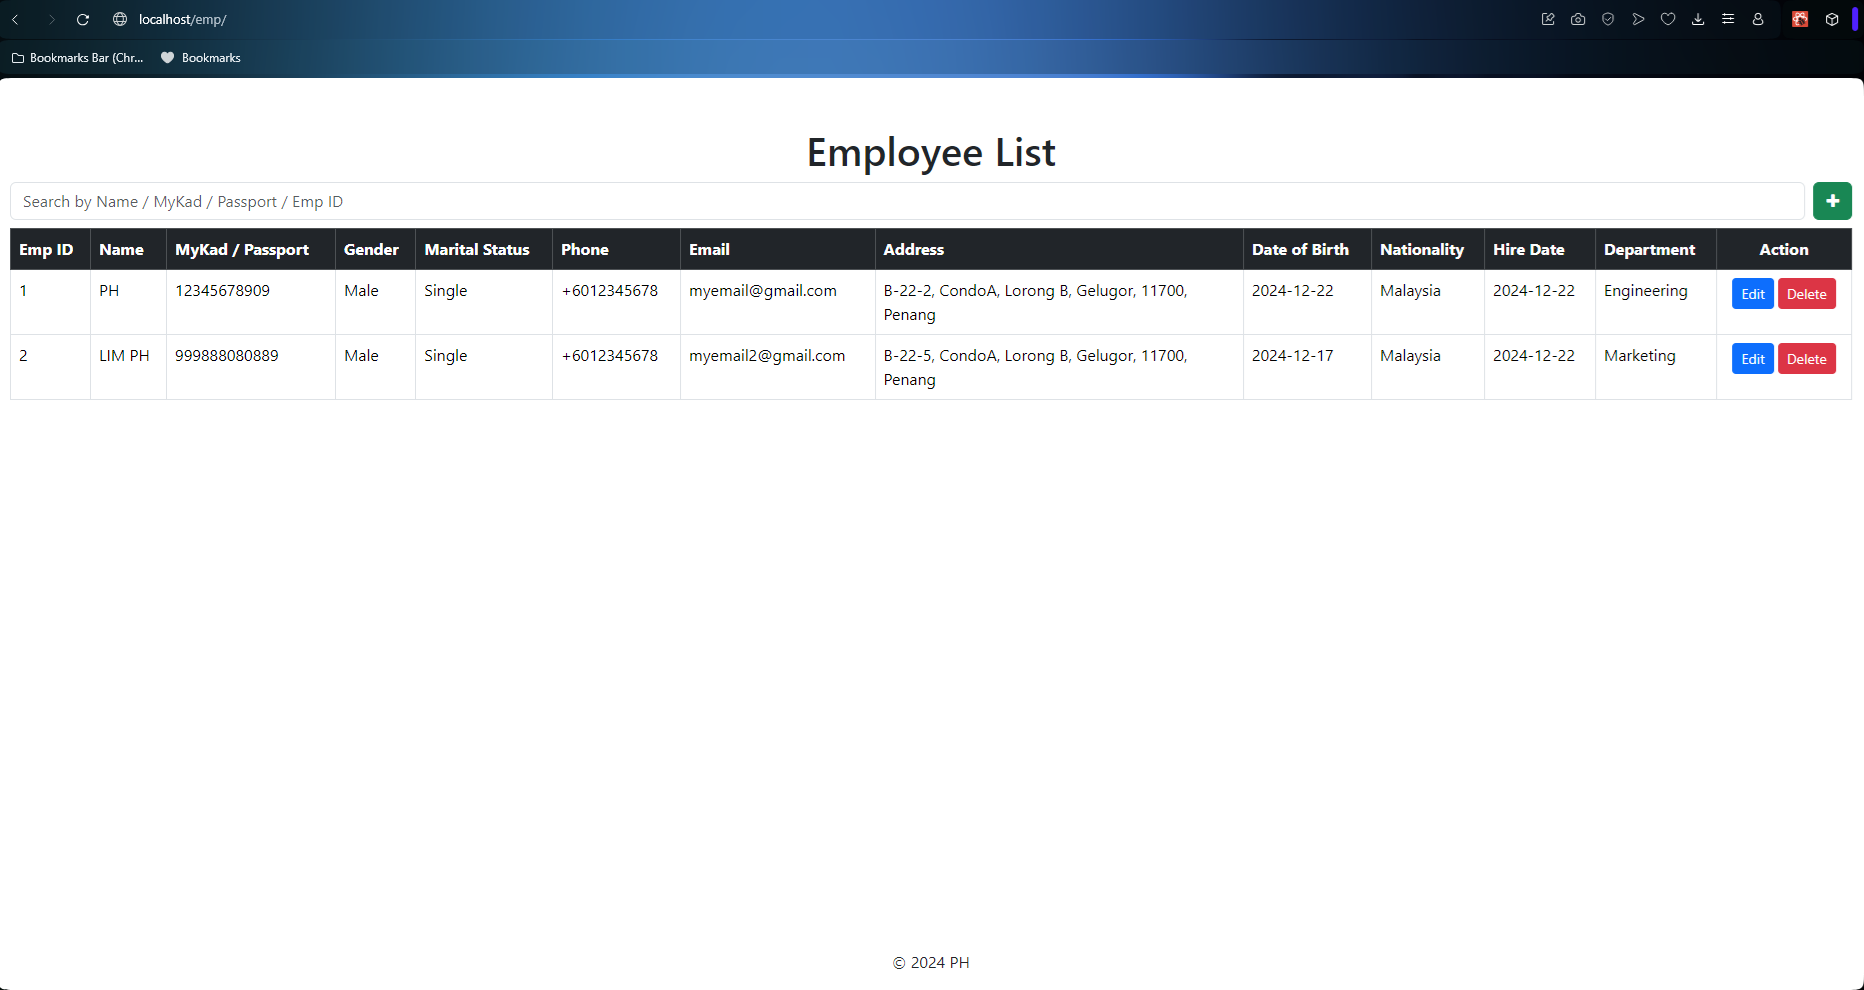 localhost/emp/
Bookmarks Bar (Chr... Bookmarks
Employee List
Search by Name / MyKad / Passport / Emp ID
Emp ID Name MyKad / Passport Gender Marital Status Phone Email Address Date of Birth Nationality Hire Date Department Action
1 PH 12345678909 Male Single +6012345678 myemail@gmail.com B-22-2, CondoA, Lorong B, Gelugor, 11700, 2024-12-22 Malaysia 2024-12-22 Engineering Edit Delete
Penang
2 LIM PH 999888080889 Male Single +6012345678 myemail2@gmail.com B-22-5, CondoA, Lorong B, Gelugor, 11700, 2024-12-17 Malaysia 2024-12-22 Marketing Edit Delete
Penang
© 2024 PH